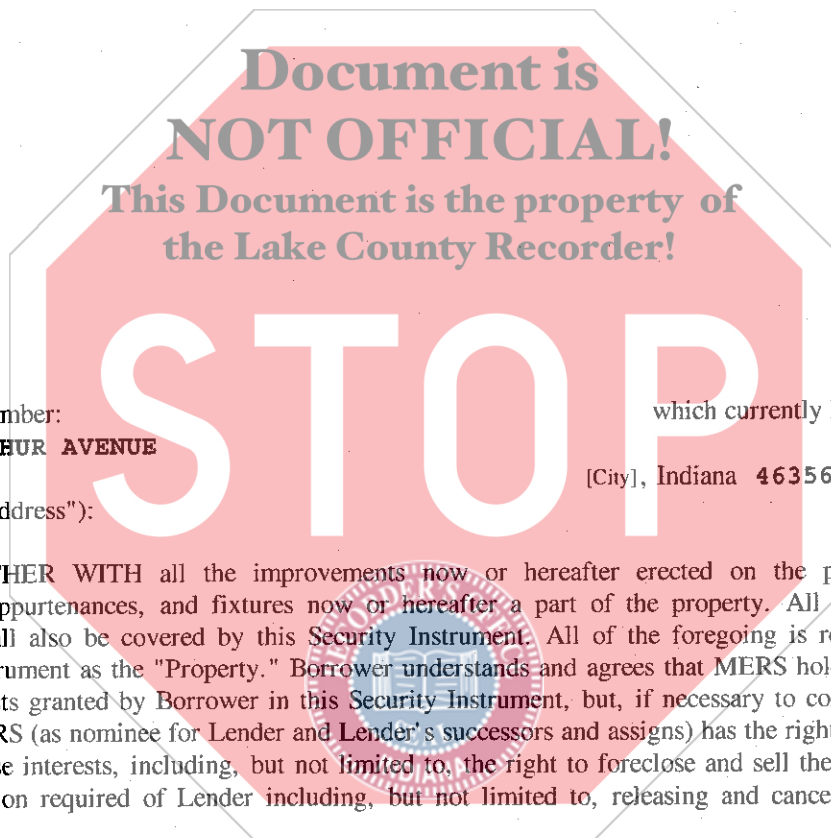 Document is
NOT OFFICIAL!
This Document is the property of
the Lake County Recorder!
STOP
mber: which currently
HUR AVENUE
[City], Indiana 46356
ddress"):
HER WITH all the improvements now or hereafter erected on the p
ppurtenances, and fixtures now or hereafter a part of the property. All
ll also be covered by this Security Instrument. All of the foregoing is r
rument as the "Property." Borrower understands and agrees that MERS hol
ts granted by Borrower in this Security Instrument, but, if necessary to co
RS (as nominee for Lender and Lender's successors and assigns) has the right
e interests, including, but not limited to, the right to foreclose and sell the
on required of Lender including, but not limited to, releasing and cance